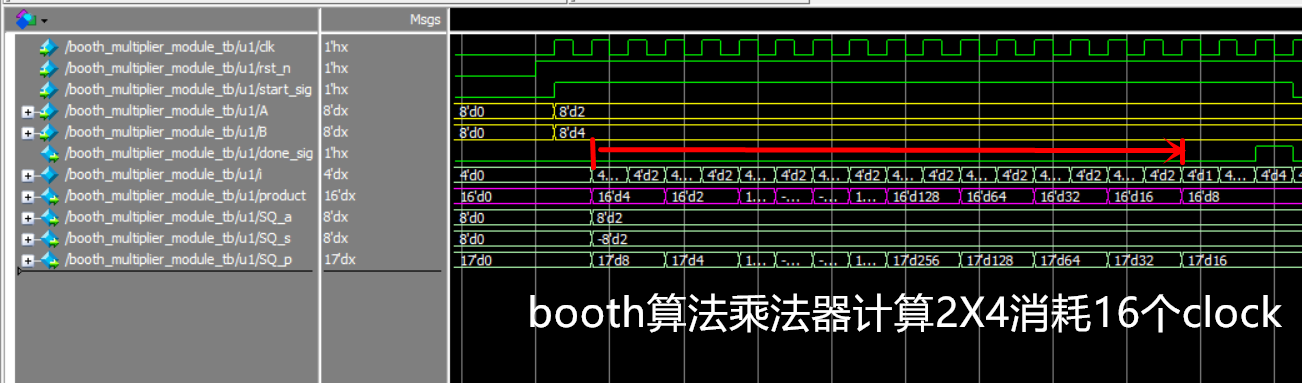 Msgs
/booth_multiplier_module_tb/u1/clk 1'hx
/booth_multiplier_module_tb/u1/rst_n 1'hx
/booth_multiplier_module_tb/u1/start_sig 1'hx
/booth_multiplier_module_tb/u1/A 8'dx 8'd0 8'd2
/booth_multiplier_module_tb/u1/B 8'dx 8'd0 8'd4
/booth_multiplier_module_tb/u1/done_sig 1'hx
/booth_multiplier_module_tb/u1/i 4'dx 4'd0 4... 4'd2 4... 4'd2 4... 4'd2 4... 4'd2 4... 4'd2 4... 4'd2 4... 4'd2 4... 4'd2 4'd1 4... 4'd4
/booth_multiplier_module_tb/u1/product 16'dx 16'd0 16'd4 16'd2 1... -... -... 1... 16'd128 16'd64 16'd32 16'd16 16'd8
/booth_multiplier_module_tb/u1/SQ_a 8'dx 8'd0 8'd2
/booth_multiplier_module_tb/u1/SQ_s 8'dx 8'd0 -8'd2
/booth_multiplier_module_tb/u1/SQ_p 17'dx 17'd0 17'd8 17'd4 1... -... -... 1... 17'd256 17'd128 17'd64 17'd32 17'd16
booth算法乘法器计算2X4消耗16个clock